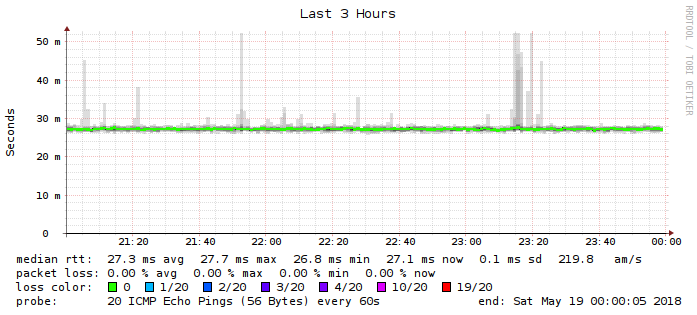 Last 3 Hours
RRDTOOL / TOBI OETIKER
Seconds
50 m
40 m
30 m
20 m
10 m
0
21:20 21:40 22:00 22:20 22:40 23:00 23:20 23:40 00:00
median rtt: 27.3 ms avg 27.7 ms max 26.8 ms min 27.1 ms now 0.1 ms sd 219.8 am/s
packet loss: 0.00 % avg 0.00 % max 0.00 % min 0.00 % now
loss color: 0 1/20 2/20 3/20 4/20 10/20 19/20
probe: 20 ICMP Echo Pings (56 Bytes) every 60s end: Sat May 19 00:00:05 2018